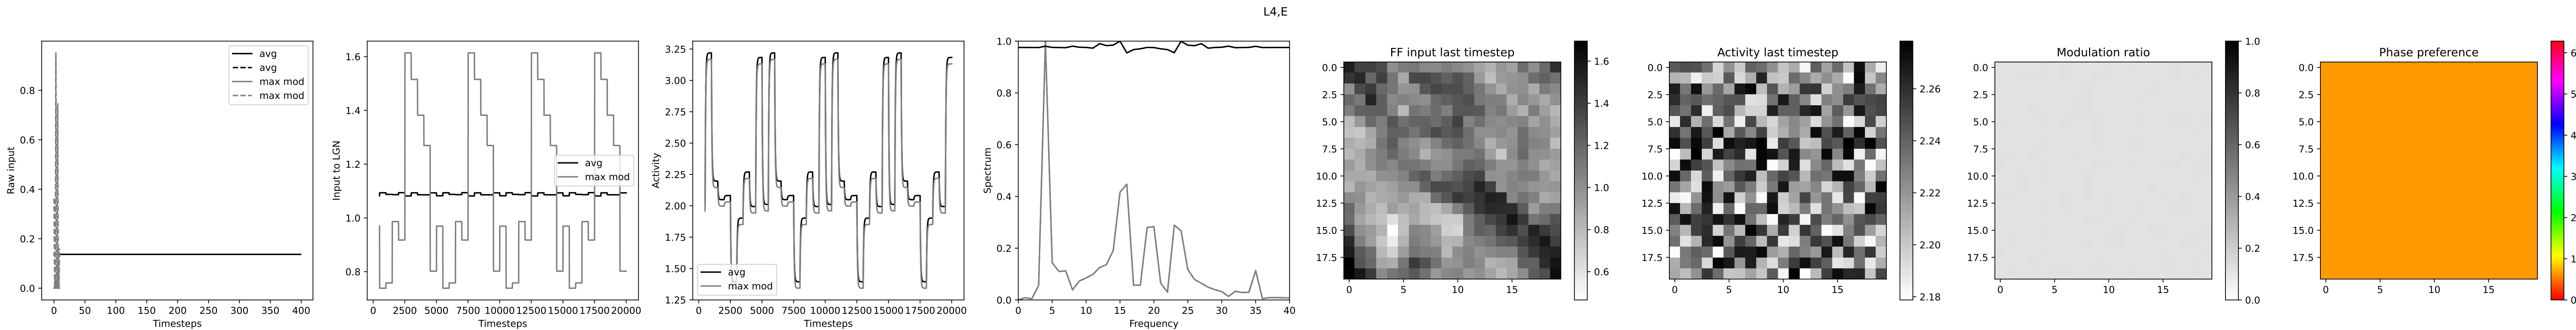 L4,E
avg
avg
max mod
max mod
0.8
0.6
0.4
0.2
0.0
Raw input
0 50 100 150 200 250 300 350 400
Timesteps
1.6
1.4
1.2
1.0
0.8
Input to LGN
avg
max mod
0 2500 5000 7500 10000 12500 15000 17500 20000
Timesteps
3.25
3.00
2.75
2.50
2.25
2.00
1.75
1.50
1.25
Activity
avg
max mod
0 2500 5000 7500 10000 12500 15000 17500 20000
Timesteps
1.0
0.8
0.6
0.4
0.2
0.0
Spectrum
0 5 10 15 20 25 30 35 40
Frequency
FF input last timestep
0.0
2.5
5.0
7.5
10.0
12.5
15.0
17.5
0 5 10 15
1.6
1.4
1.2
1.0
0.8
0.6
Activity last timestep
0.0
2.5
5.0
7.5
10.0
12.5
15.0
17.5
0 5 10 15
2.26
2.24
2.22
2.20
2.18
Modulation ratio
0.0
2.5
5.0
7.5
10.0
12.5
15.0
17.5
0 5 10 15
1.0
0.8
0.6
0.4
0.2
0.0
Phase preference
0.0
2.5
5.0
7.5
10.0
12.5
15.0
17.5
0 5 10 15
6
5
4
3
2
1
0